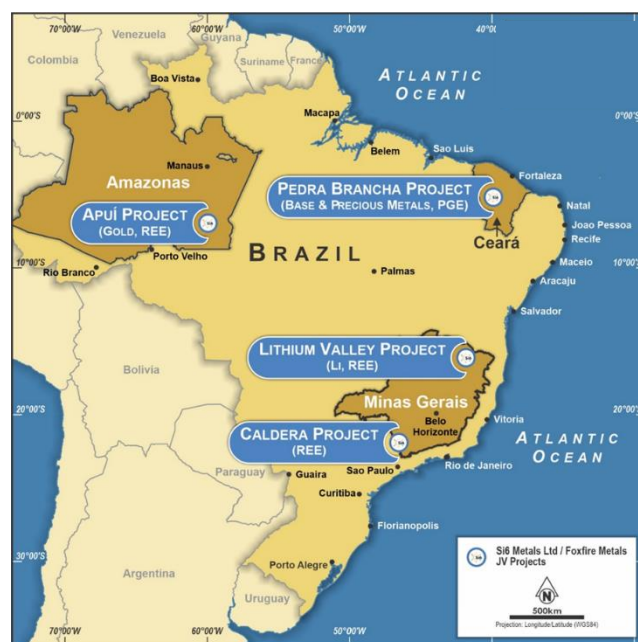 70°00'W
60°00'W
50°00'W
40°00'W
Venezuela
Guyana
Colombia
Suriname
France
Boa Vista
ATLANTIC
OCEAN
Macapa
0°00'S
0°00'S
Belem
Sao Luis
Manaus
Fortaleza
Amazonas
PEDRA BRANCHA PROJECT
(BASE & PRECIOUS METALS, PGE)
Natal
APUÍ PROJECT
(GOLD, REE)
Joao Pessoa
Ceará
Recife
BRAZIL
Porto Velho
Maceio
Rio Branco
Palmas
10°00'S
10°00'S
Aracaju
Salvador
Bolivia
LITHIUM VALLEY PROJECT
(LI, REE)
Minas Gerais
20°00'S
20°00'S
Belo
Horizonte
Vitoria
CALDERA PROJECT
(REE)
ATLANTIC
OCEAN
Paraguay
Sao Paulo
Rio de Janeiro
Guaira
Curitiba
Florianopolis
Si6 Metals Ltd / Foxfire Metals
JV Projects
30°00'S
Porto Alegre
N
Argentina
500km
Uruguay
Projection: Longitude/Latitude (WGS84)
70°00'W
60°00'W
50°00'W
40°00'W